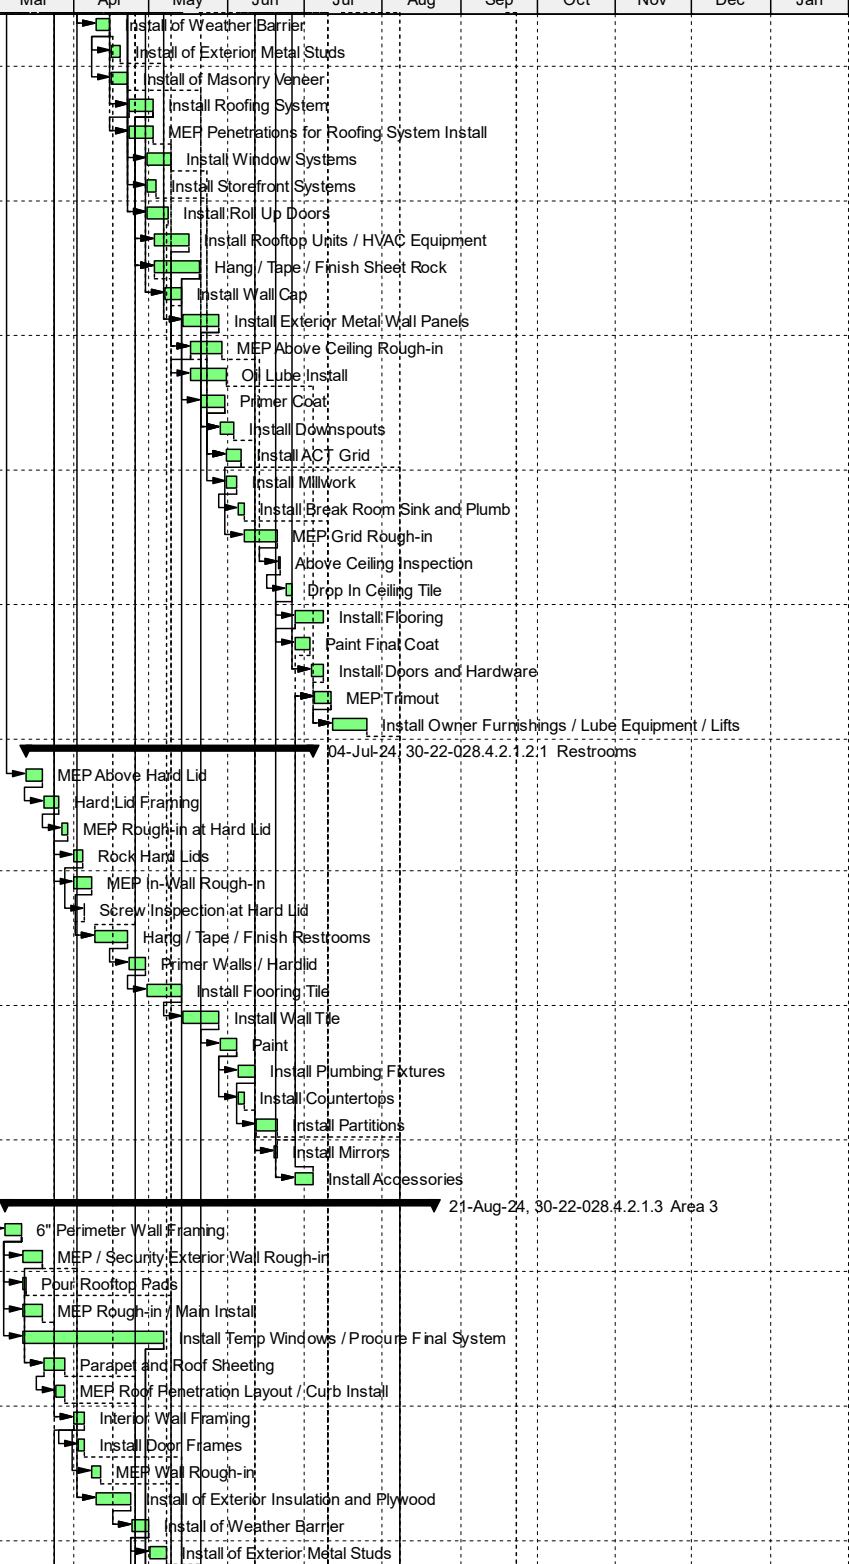 Mar Apr May Jun Jul Aug Sep Oct Nov Dec Jan
Install of Weather Barrier
Install of Exterior Metal Studs
Install of Masonry Veneer
Install Roofing System
MEP Penetrations for Roofing System Install
Install Window Systems
Install Storefront Systems
Install Roll Up Doors
Install Rooftop Units / HVAC Equipment
Hang / Tape / Finish Sheet Rock
Install Wall Cap
Install Exterior Metal Wall Panels
MEP Above Ceiling Rough-in
Oil Lube Install
Primer Coat
Install Downspouts
Install ACT Grid
Install Millwork
Install Break Room Sink and Plumb
MEP Grid Rough-in
Above Ceiling Inspection
Drop In Ceiling Tile
Install Flooring
Paint Final Coat
Install Doors and Hardware
MEP Trimout
Install Owner Furnishings / Lube Equipment / Lifts
04-Jul-24, 30-22-028.4.2.1.2.1 Restrooms
MEP Above Hard Lid
Hard Lid Framing
MEP Rough-in at Hard Lid
Rock Hard Lids
MEP In-Wall Rough-in
Screw Inspection at Hard Lid
Hang / Tape / Finish Restrooms
Primer Walls / Hardlid
Install Flooring Tile
Install Wall Tile
Paint
Install Plumbing Fixtures
Install Countertops
Install Partitions
Install Mirrors
Install Accessories
21-Aug-24, 30-22-028.4.2.1.3 Area 3
6" Perimeter Wall Framing
MEP / Security Exterior Wall Rough-in
Pour Rooftop Pads
MEP Rough-in / Main Install
Install Temp Windows / Procure Final System
Parapet and Roof Sheeting
MEP Roof Penetration Layout / Curb Install
Interior Wall Framing
Install Door Frames
MEP Wall Rough-in
Install of Exterior Insulation and Plywood
Install of Weather Barrier
Install of Exterior Metal Studs